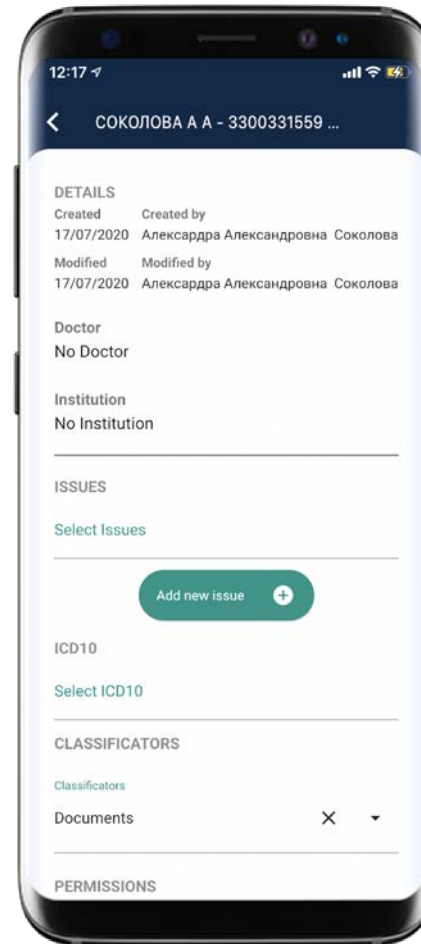 12:17
СОКОЛОВА А А - 3300331559 ...
DETAILS
Created Created by
17/07/2020 Алексардра Александровна Соколова
Modified Modified by
17/07/2020 Алексардра Александровна Соколова
Doctor
No Doctor
Institution
No Institution
ISSUES
Select Issues
Add new issue
ICD10
Select ICD10
CLASSIFICATORS
Classificators
Documents
PERMISSIONS